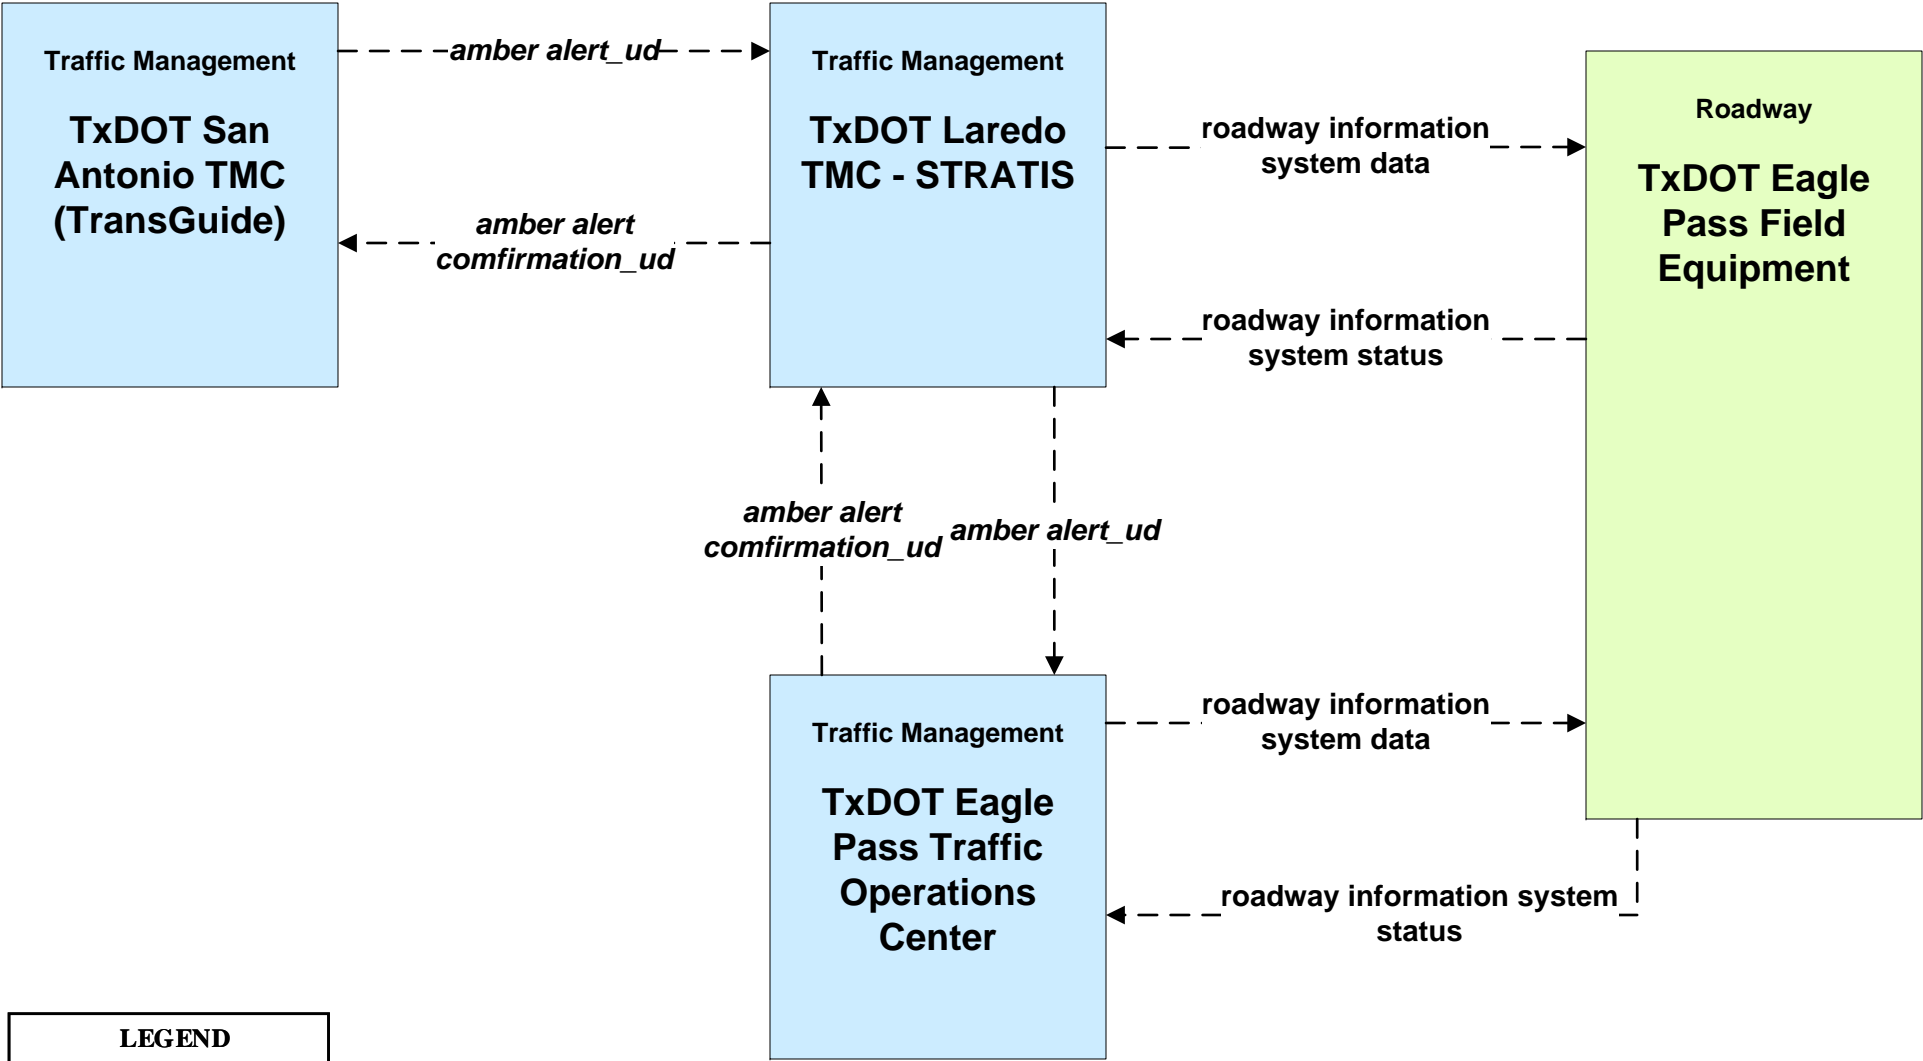 Traffic Management
TxDOT San
Antonio TMC
(TransGuide)
amber alert_ud
amber alert
comfirmation_ud
Traffic Management
TxDOT Laredo
TMC - STRATIS
roadway information
system data
roadway information
system status
Roadway
TxDOT Eagle
Pass Field
Equipment
amber alert
comfirmation_ud
amber alert_ud
Traffic Management
TxDOT Eagle
Pass Traffic
Operations
Center
roadway information
system data
roadway information system
status
LEGEND